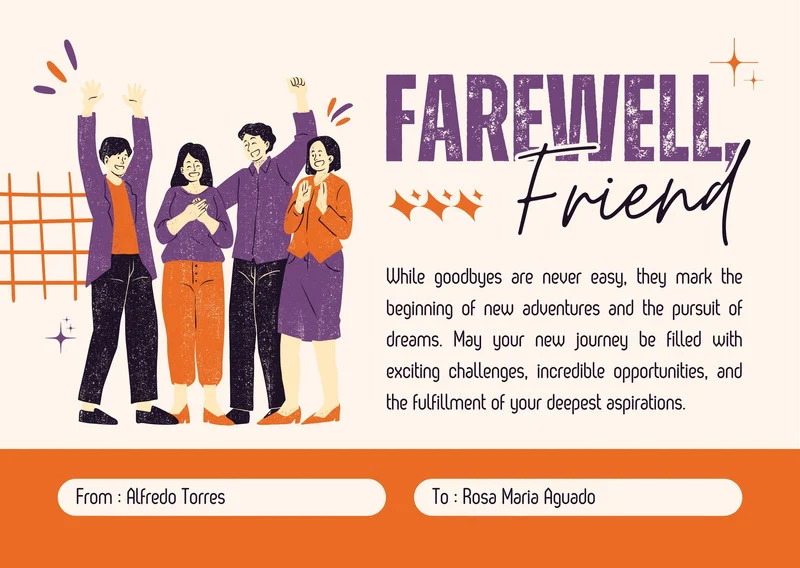 FAREWELL,
Friend
While goodbyes are never easy, they mark the
beginning of new adventures and the pursuit of
dreams. May your new journey be filled with
exciting challenges, incredible opportunities, and
the fulfillment of your deepest aspirations.
From : Alfredo Torres
To : Rosa Maria Aguado